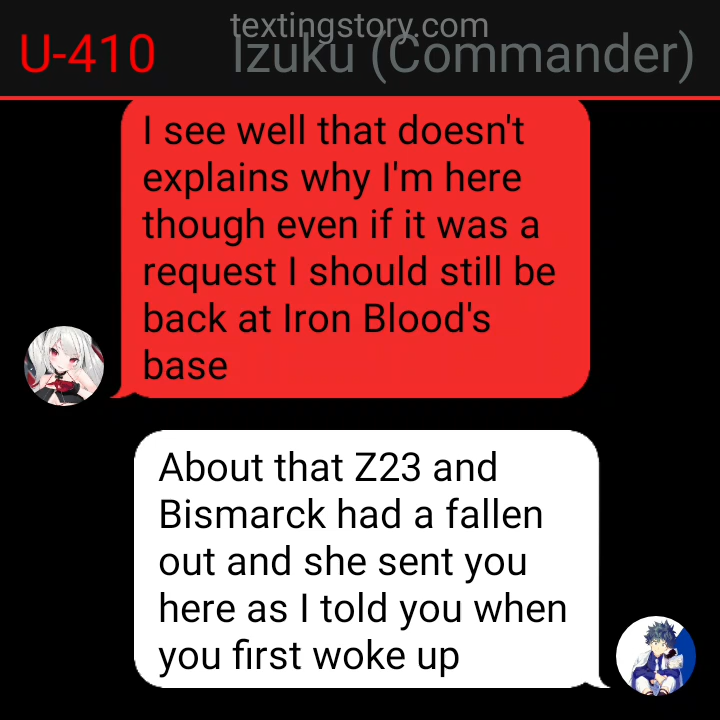 textingstory.com
U-410 Izuku (Commander)
I see well that doesn't
explains why I'm here
though even if it was a
request I should still be
back at Iron Blood's
base
About that Z23 and
Bismarck had a fallen
out and she sent you
here as I told you when
you first woke up